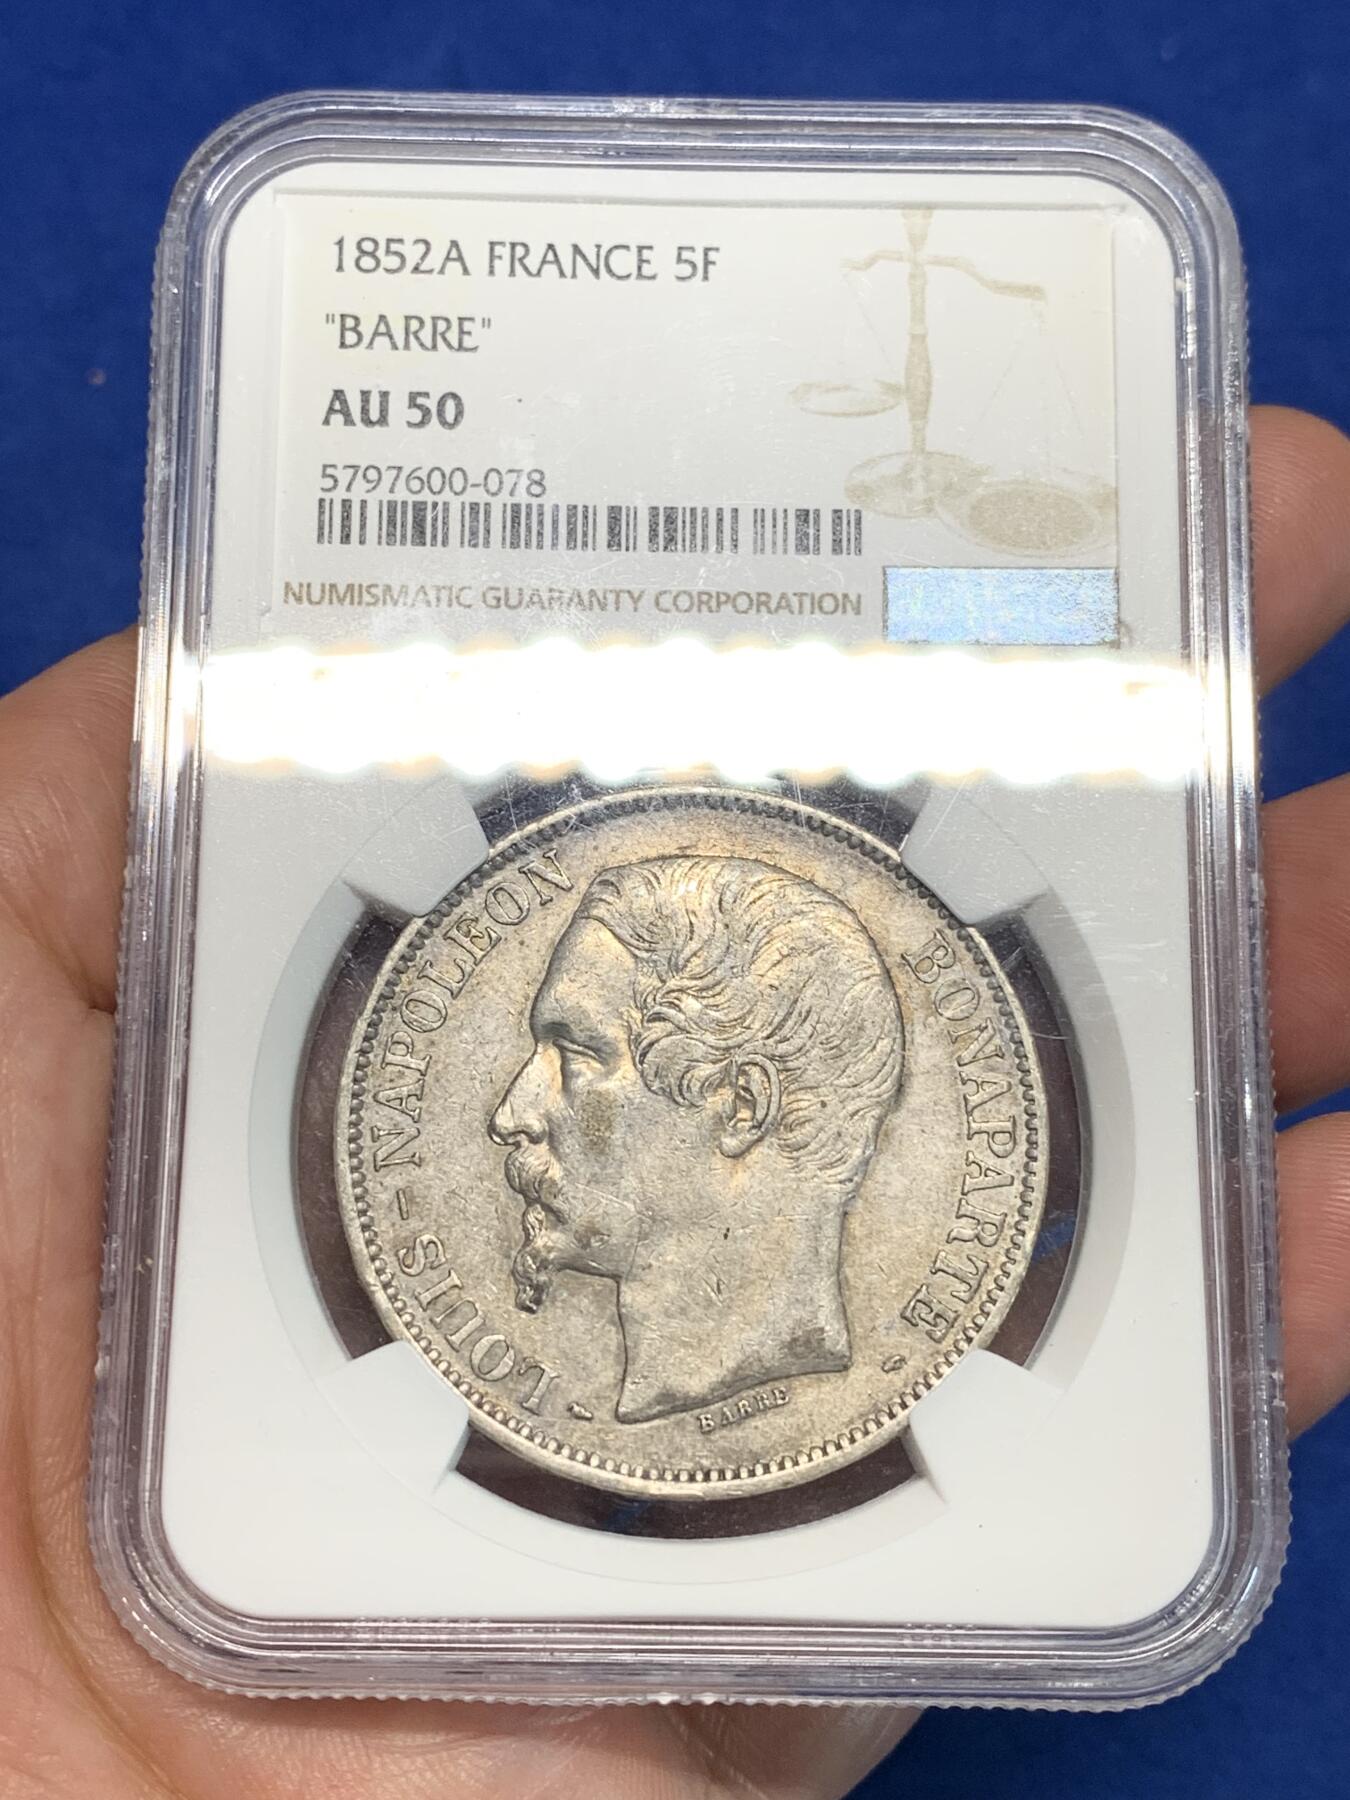 1852A FRANCE 5F
"BARRE"
AU 50
5797600-078
NUMISMATIC GUARANTY CORPORATION
LOUIS-NAPOLEON BONAPARTE
BARRE